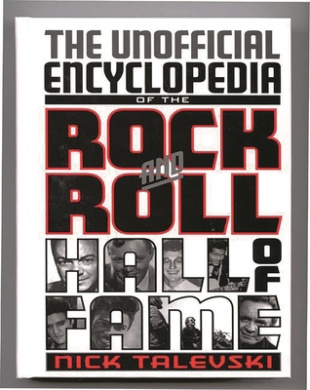 THE UNOFFICIAL
ENCYCLOPEDIA
OF THE
ROCK
AND
ROLL
HALL OF
FAME
NICK TALEVSKI